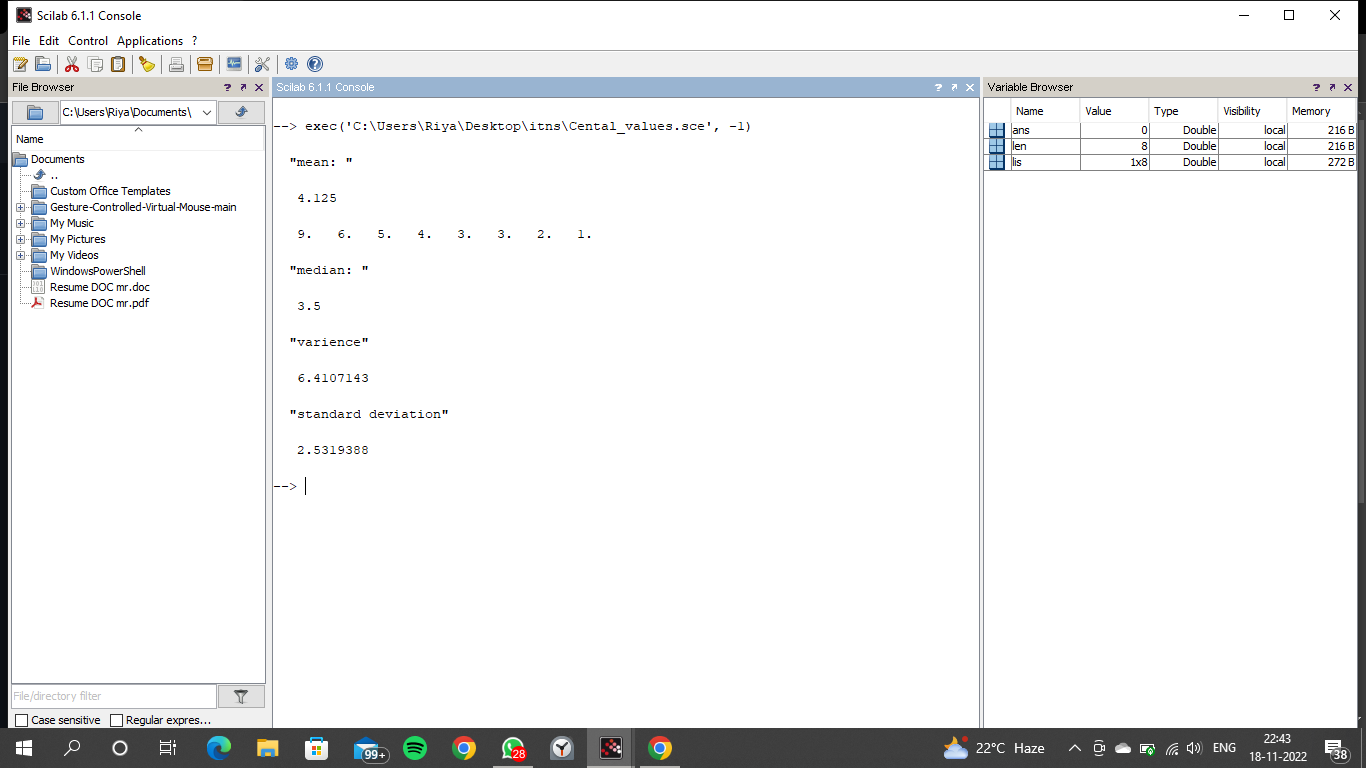 Scilab 6.1.1 Console
File Edit Control Applications ?
File Browser ? ↗ ✕
C:\Users\Riya\Documents\
Name
Documents
..
Custom Office Templates
Gesture-Controlled-Virtual-Mouse-main
My Music
My Pictures
My Videos
WindowsPowerShell
Resume DOC mr.doc
Resume DOC mr.pdf
File/directory filter
Case sensitive Regular expres...
Scilab 6.1.1 Console ? ↗ ✕
--> exec('C:\Users\Riya\Desktop\itns\Cental_values.sce', -1)
"mean: "
4.125
9. 6. 5. 4. 3. 3. 2. 1.
"median: "
3.5
"varience"
6.4107143
"standard deviation"
2.5319388
-->
Variable Browser ? ↗ ✕
Name Value Type Visibility Memory
ans 0 Double local 216 B
len 8 Double local 216 B
lis 1x8 Double local 272 B
99+
28
22°C Haze
ENG
22:43
18-11-2022
38